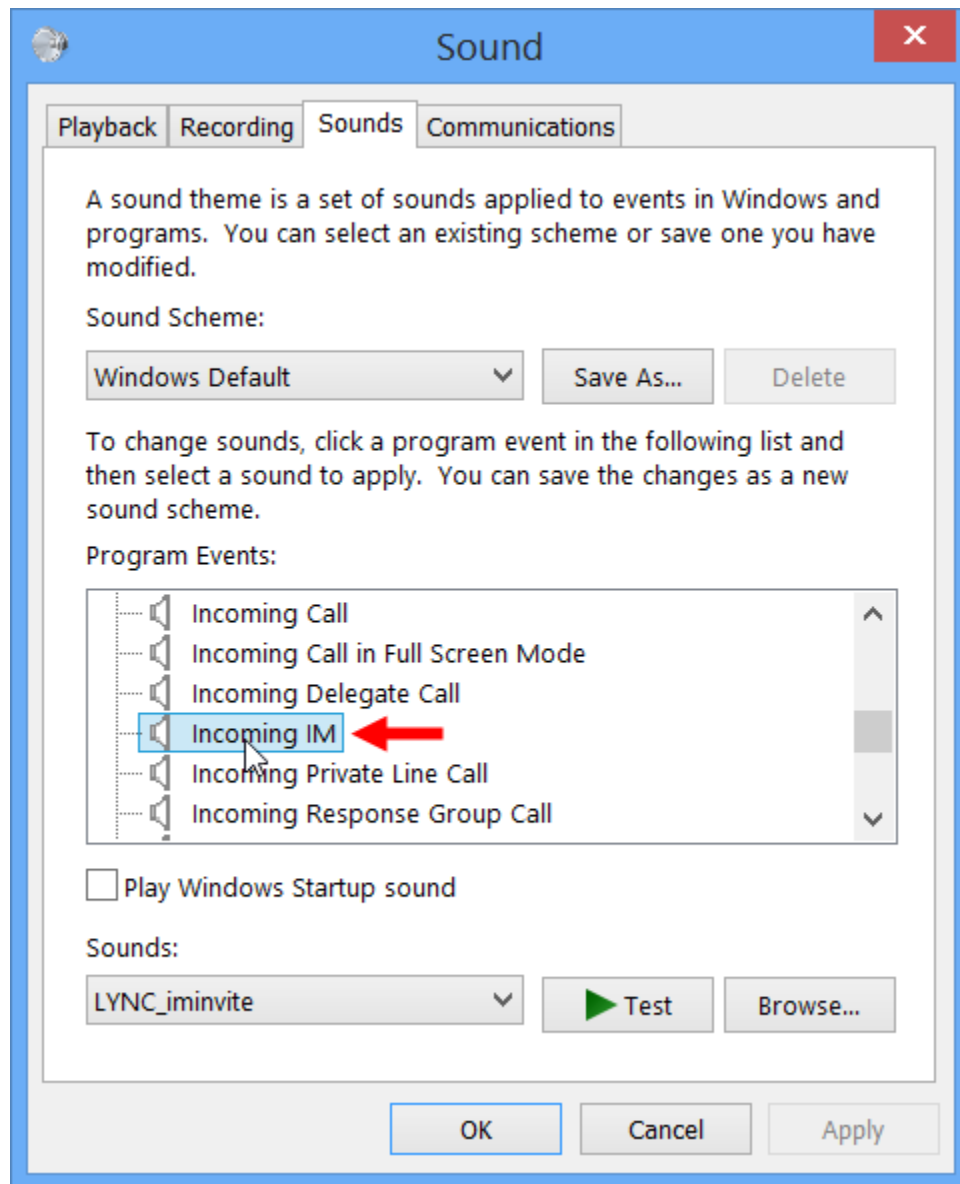 Sound
Playback Recording Sounds Communications
A sound theme is a set of sounds applied to events in Windows and
programs. You can select an existing scheme or save one you have
modified.
Sound Scheme:
Windows Default Save As... Delete
To change sounds, click a program event in the following list and
then select a sound to apply. You can save the changes as a new
sound scheme.
Program Events:
Incoming Call
Incoming Call in Full Screen Mode
Incoming Delegate Call
Incoming IM
Incoming Private Line Call
Incoming Response Group Call
Play Windows Startup sound
Sounds:
LYNC_iminvite Test Browse...
OK Cancel Apply